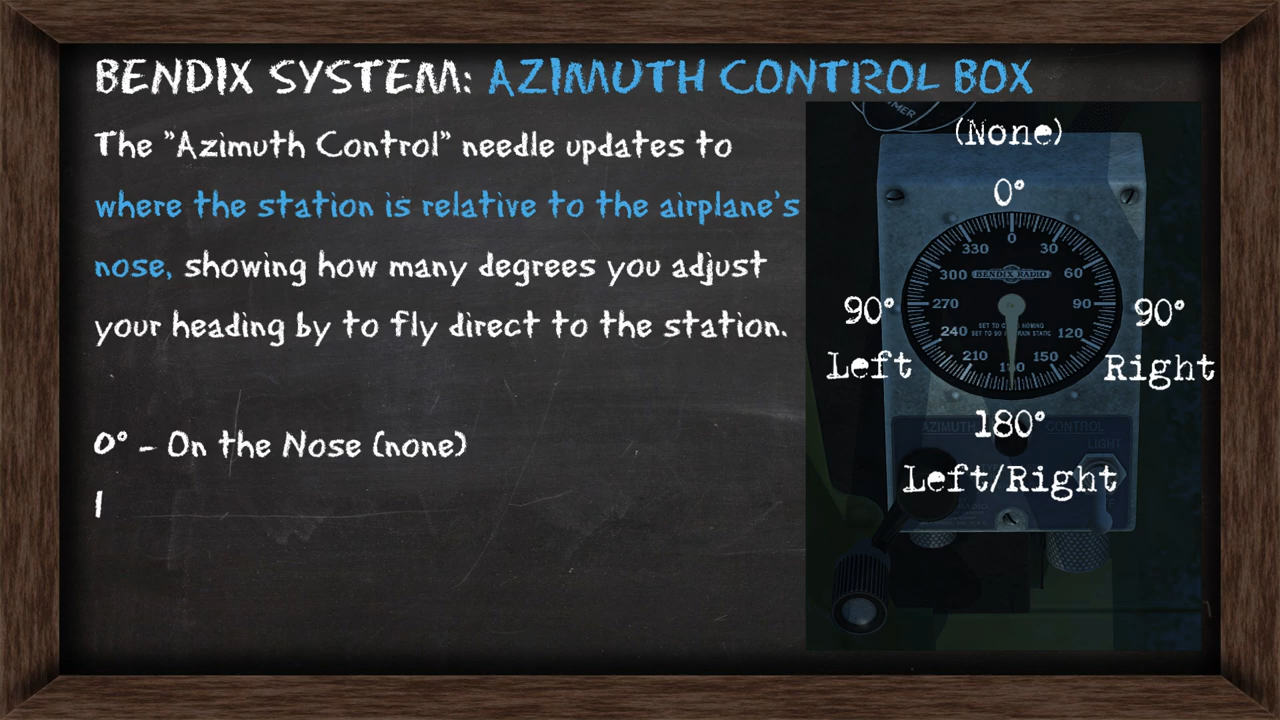 BENDIX SYSTEM: AZIMUTH CONTROL BOX
The "Azimuth Control" needle updates to
where the station is relative to the airplane's
nose, showing how many degrees you adjust
your heading by to fly direct to the station.
0° - On the Nose (none)
1
(None)
0°
0
330 30
300 BENDIX RADIO 60
90° 270 90 90°
240 120
Left 210 150 Right
180°
AZIMUTH CONTROL
LIGHT
Left/Right